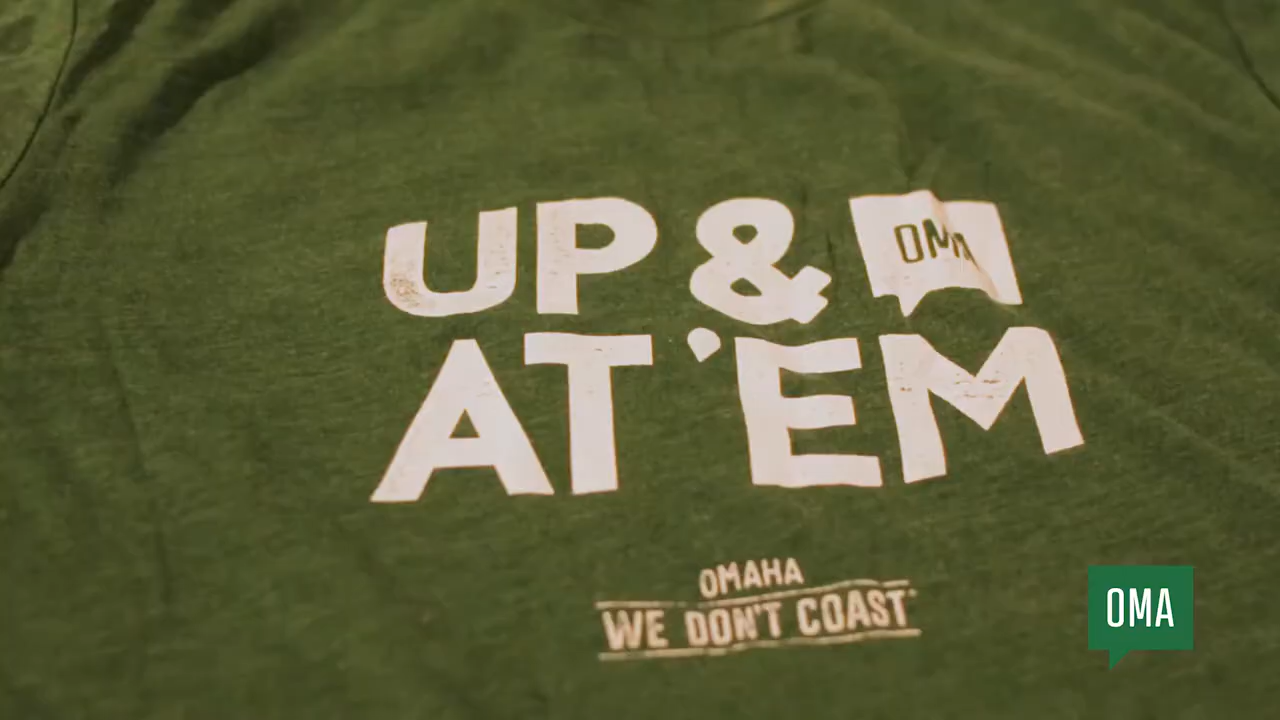 UP & OMA
AT 'EM
OMAHA
WE DON'T COAST
OMA